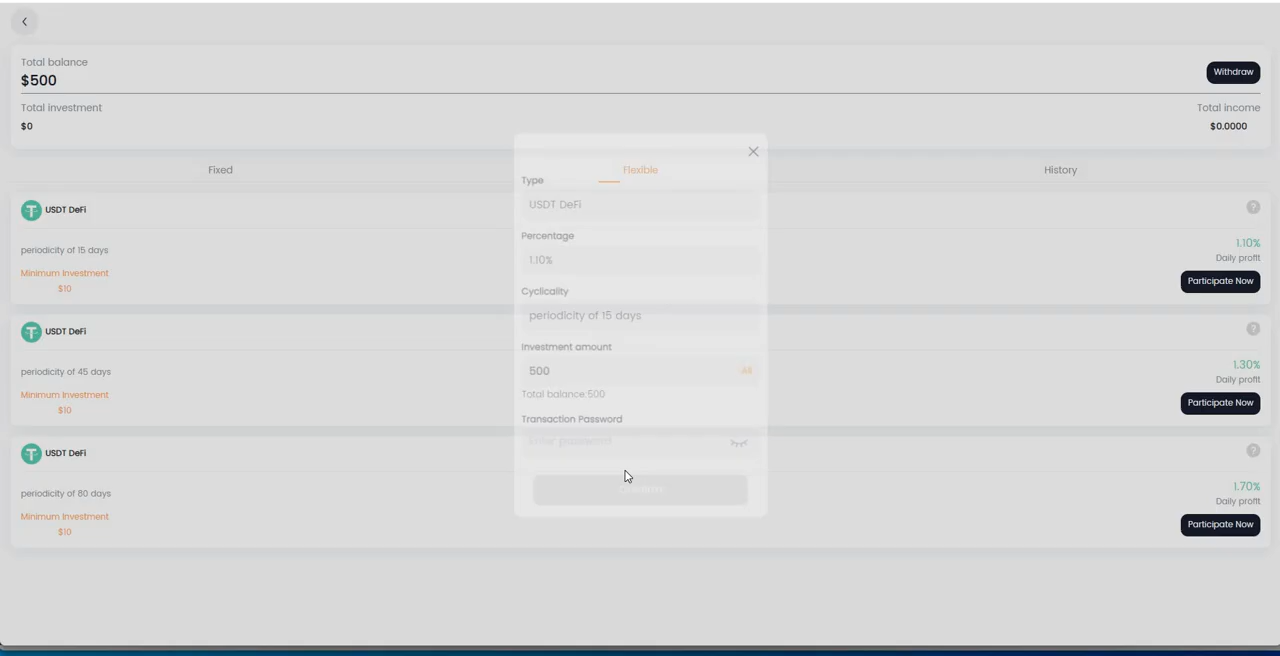 Total balance
$500
Withdraw
Total investment
Total income
$0
$0.0000
Fixed
Flexible
History
USDT DeFi
periodicity of 15 days
Minimum Investment
$10
1.10%
Daily profit
Participate Now
USDT DeFi
periodicity of 45 days
Minimum Investment
$10
1.30%
Daily profit
Participate Now
USDT DeFi
periodicity of 80 days
Minimum Investment
$10
1.70%
Daily profit
Participate Now
Type
USDT DeFi
Percentage
1.10%
Cyclicality
periodicity of 15 days
Investment amount
500
All
Total balance:500
Transaction Password
Enter password